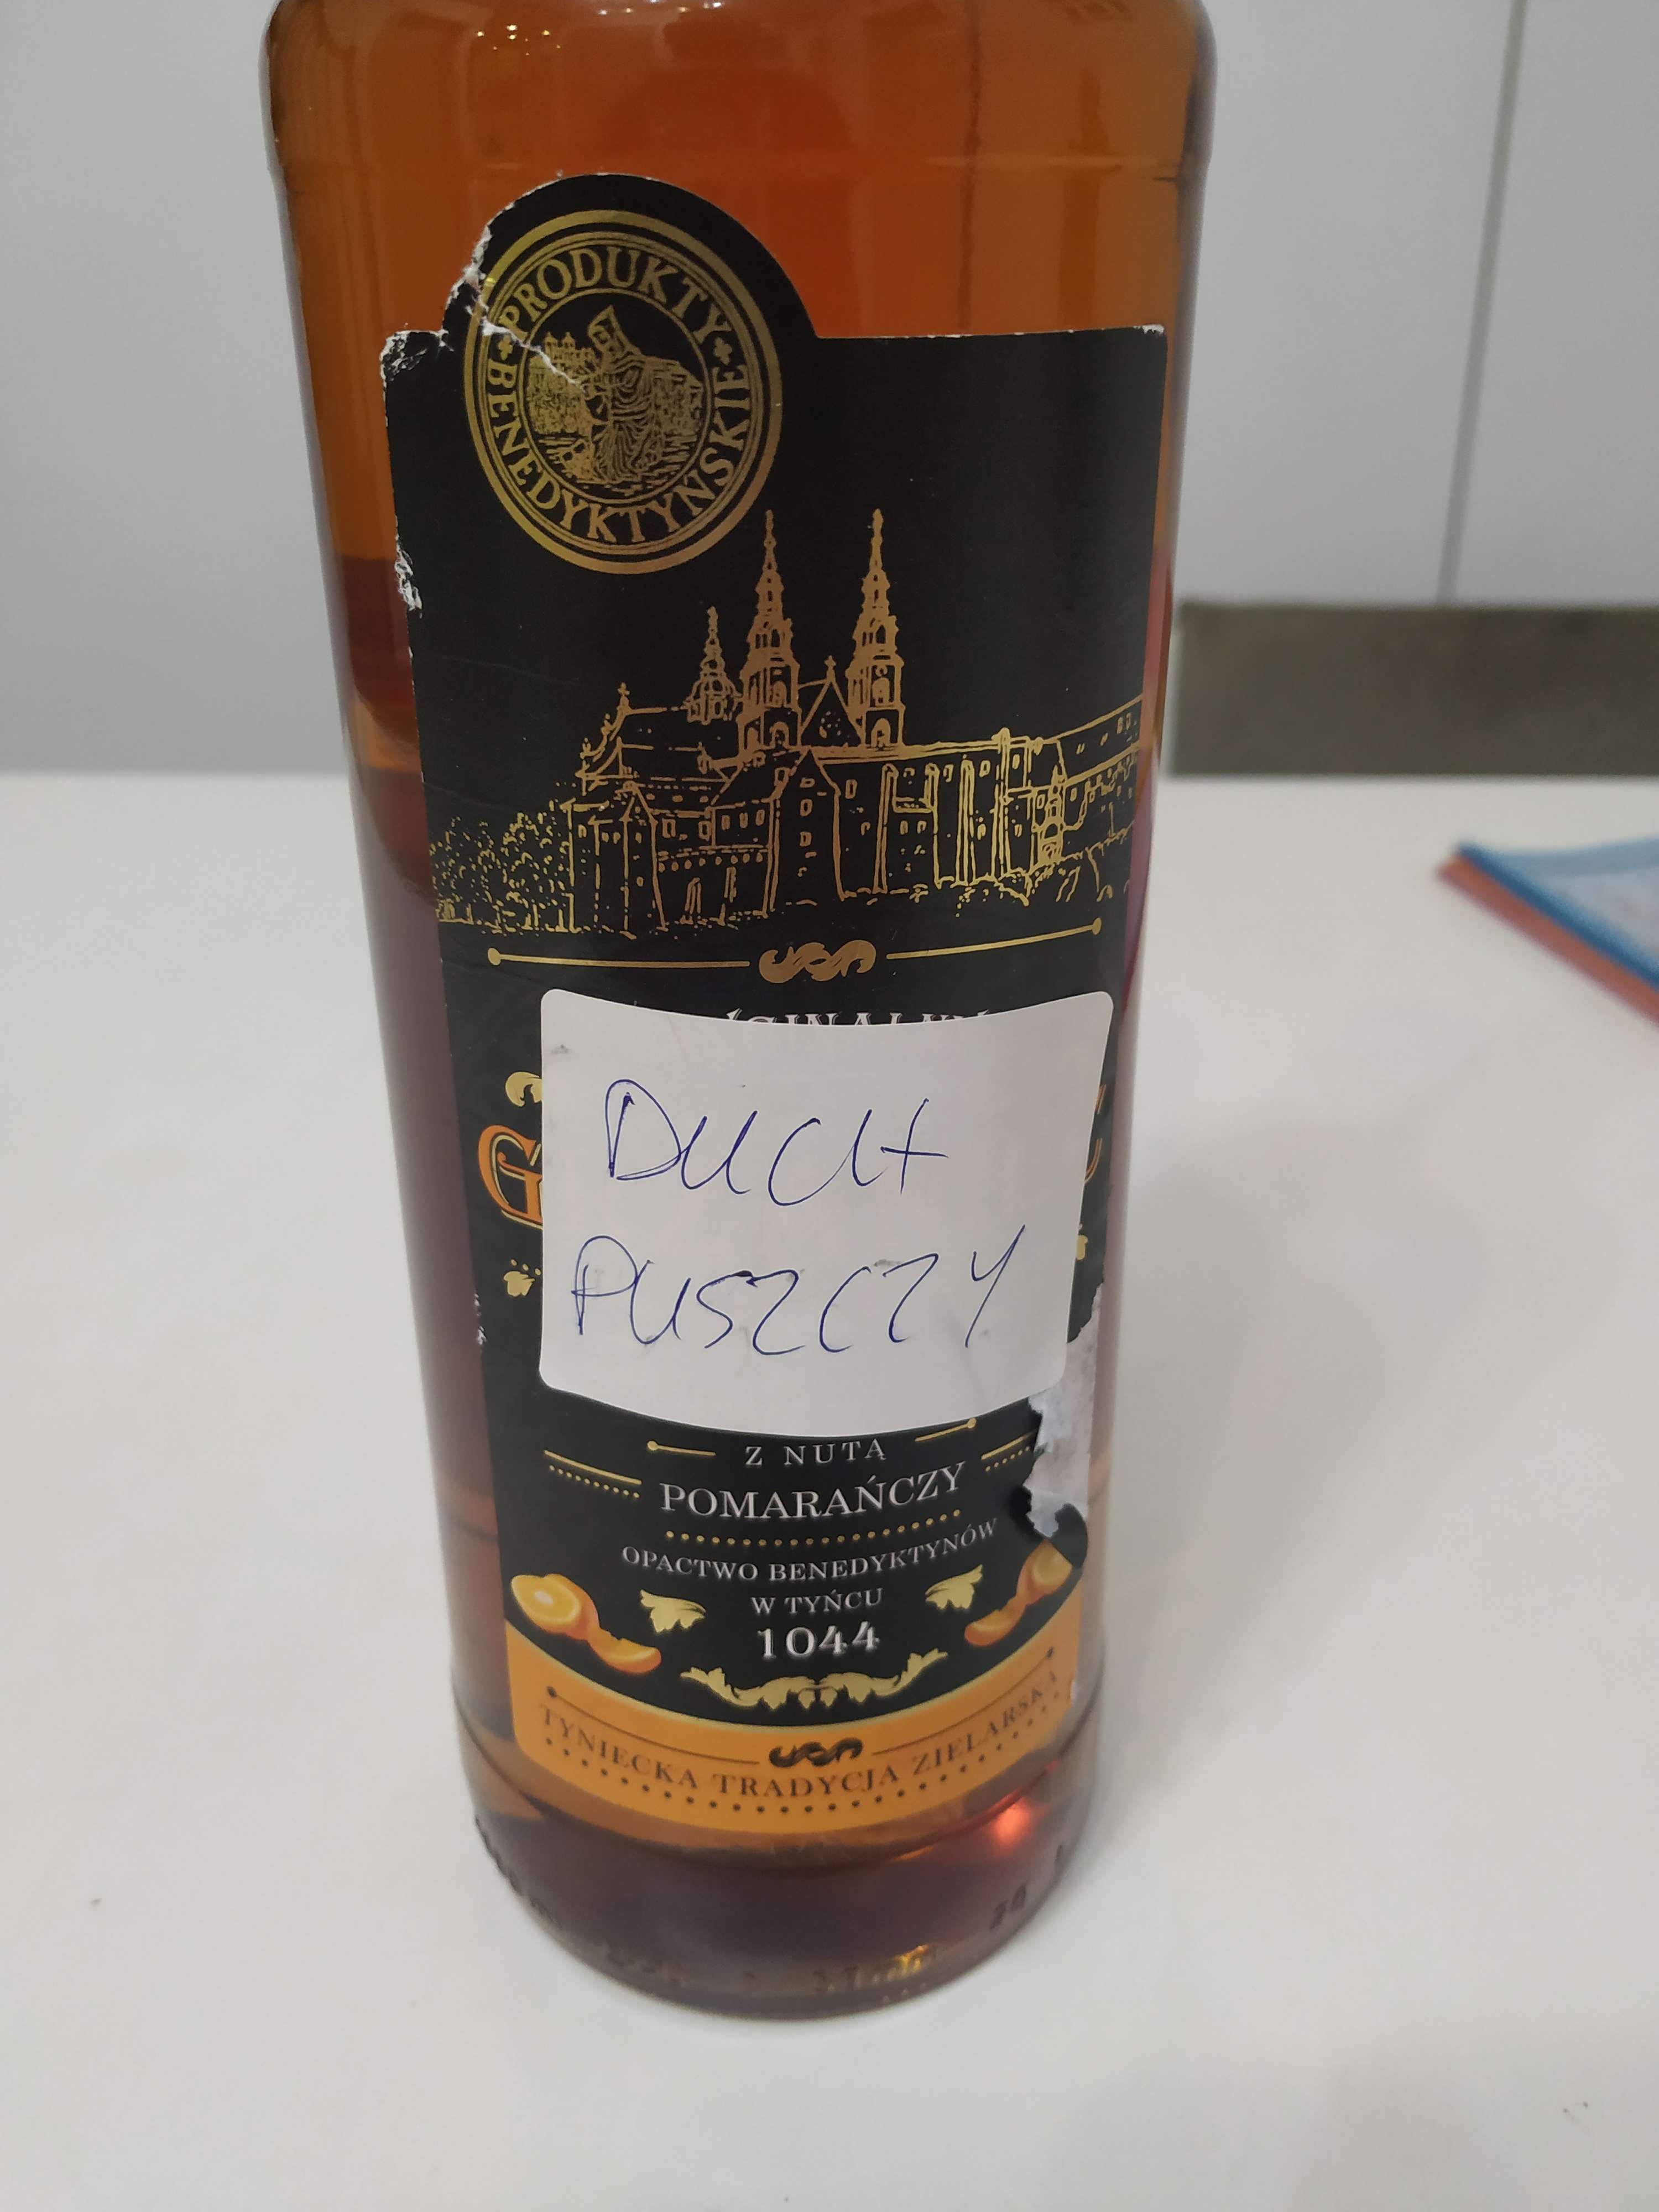 PRODUKTY BENEDYKTYŃSKIE
DUCH
PUSZCZY
Z NUTĄ
POMARAŃCZY
OPACTWO BENEDYKTYNÓW
W TYŃCU
1044
TYNIECKA TRADYCJA ZIELARSKA